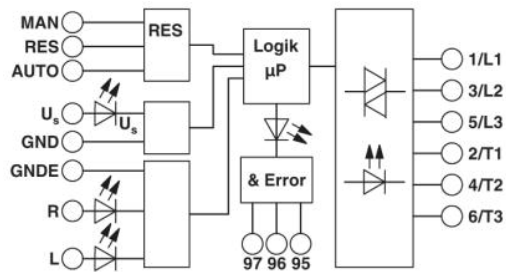 MAN
RES
AUTO
RES
Us
Us
GND
GNDE
R
L
Logik
µP
& Error
97 96 95
1/L1
3/L2
5/L3
2/T1
4/T2
6/T3